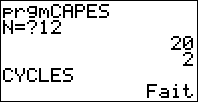 prgmCAPES
N=?12
20
2
CYCLES
Fait